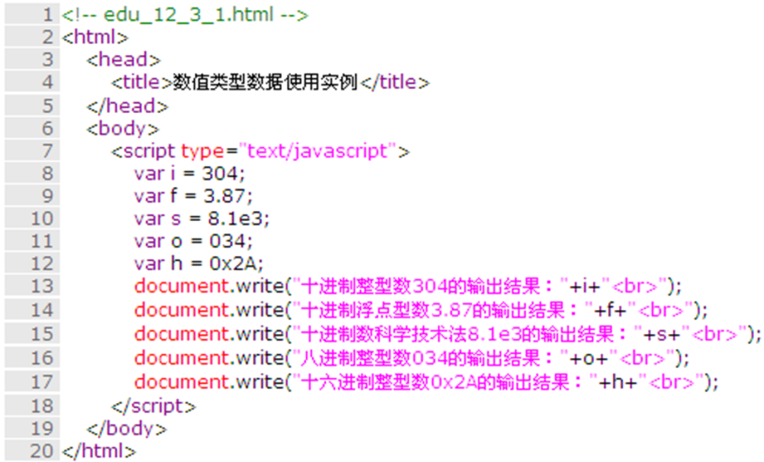 1 <!-- edu_12_3_1.html -->
2 <html>
3 <head>
4 <title>数值类型数据使用实例</title>
5 </head>
6 <body>
7 <script type="text/javascript">
8 var i = 304;
9 var f = 3.87;
10 var s = 8.1e3;
11 var o = 034;
12 var h = 0x2A;
13 document.write("十进制整型数304的输出结果："+i+"<br>");
14 document.write("十进制浮点型数3.87的输出结果："+f+"<br>");
15 document.write("十进制数科学技术法8.1e3的输出结果："+s+"<br>");
16 document.write("八进制整型数034的输出结果："+o+"<br>");
17 document.write("十六进制整型数0x2A的输出结果："+h+"<br>");
18 </script>
19 </body>
20 </html>